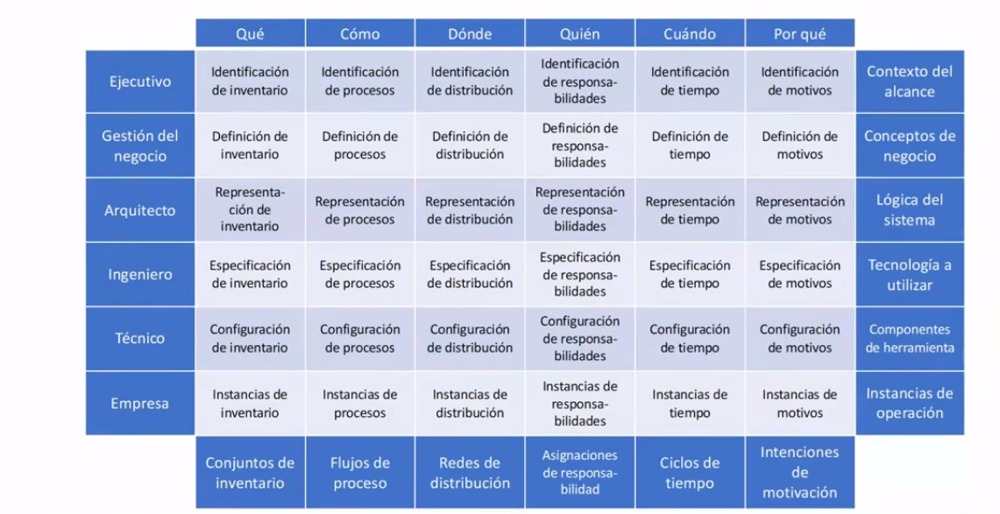 Qué Cómo Dónde Quién Cuándo Por qué
Ejecutivo
Identificación
de inventario
Identificación
de procesos
Identificación
de distribución
Identificación
de responsa-
bilidades
Identificación
de tiempo
Identificación
de motivos
Contexto del
alcance
Gestión del
negocio
Definición de
inventario
Definición de
procesos
Definición de
distribución
Definición de
responsa-
bilidades
Definición de
tiempo
Definición de
motivos
Conceptos de
negocio
Arquitecto
Representa-
ción de
inventario
Representación
de procesos
Representación
de distribución
Representación
de responsa-
bilidades
Representación
de tiempo
Representación
de motivos
Lógica del
sistema
Ingeniero
Especificación
de inventario
Especificación
de procesos
Especificación
de distribución
Especificación
de responsa-
bilidades
Especificación
de tiempo
Especificación
de motivos
Tecnología a
utilizar
Técnico
Configuración
de inventario
Configuración
de procesos
Configuración
de distribución
Configuración
de responsa-
bilidades
Configuración
de tiempo
Configuración
de motivos
Componentes
de herramienta
Empresa
Instancias de
inventario
Instancias de
procesos
Instancias de
distribución
Instancias de
responsa-
bilidades
Instancias de
tiempo
Instancias de
motivos
Instancias de
operación
Conjuntos de
inventario
Flujos de
proceso
Redes de
distribución
Asignaciones
de responsa-
bilidad
Ciclos de
tiempo
Intenciones
de
motivación